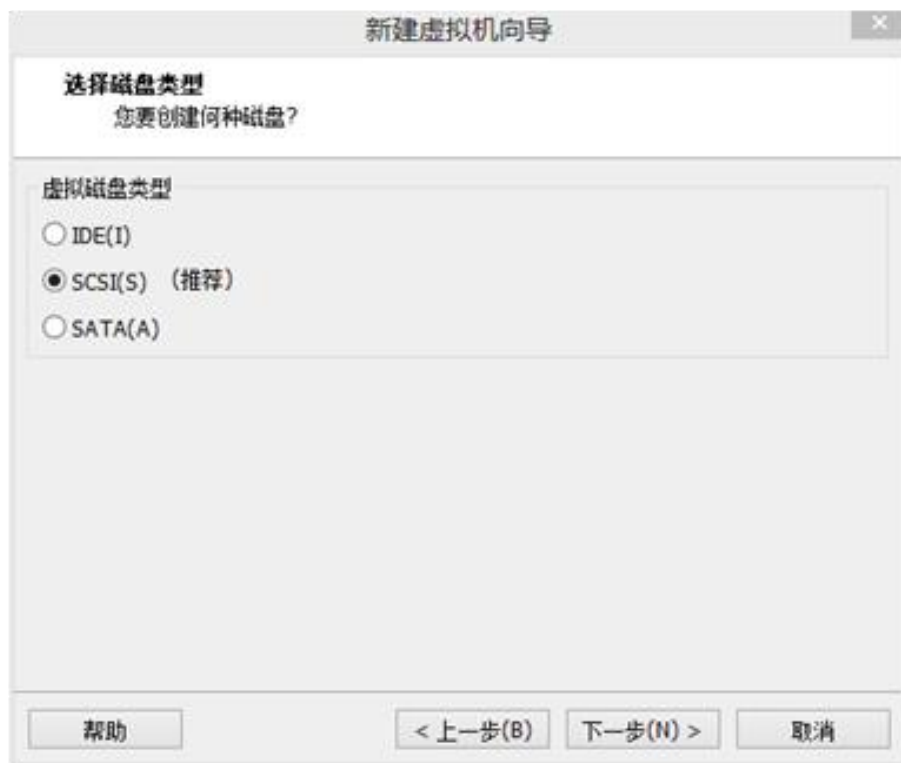 新建虚拟机向导
选择磁盘类型
您要创建何种磁盘?
虚拟磁盘类型
IDE(I)
SCSI(S) (推荐)
SATA(A)
帮助 < 上一步(B) 下一步(N) > 取消